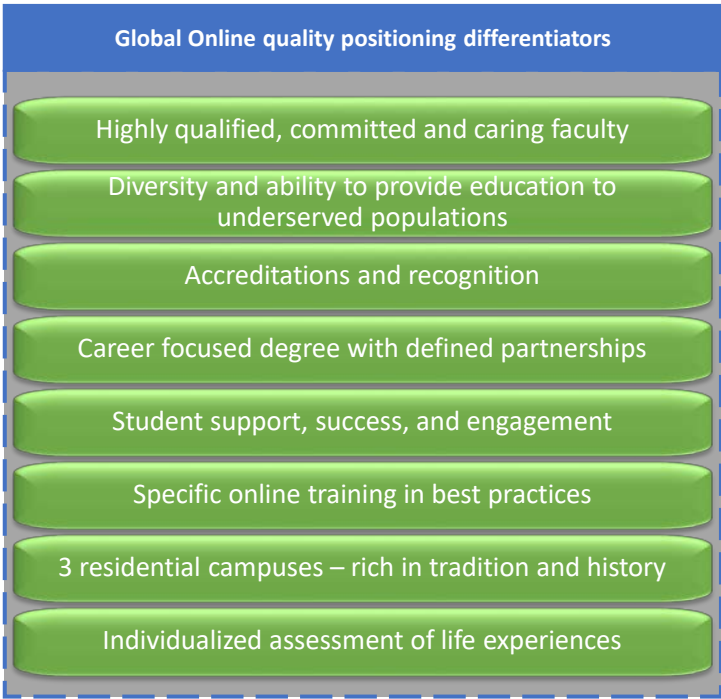 Global Online quality positioning differentiators
Highly qualified, committed and caring faculty
Diversity and ability to provide education to
underserved populations
Accreditations and recognition
Career focused degree with defined partnerships
Student support, success, and engagement
Specific online training in best practices
3 residential campuses – rich in tradition and history
Individualized assessment of life experiences